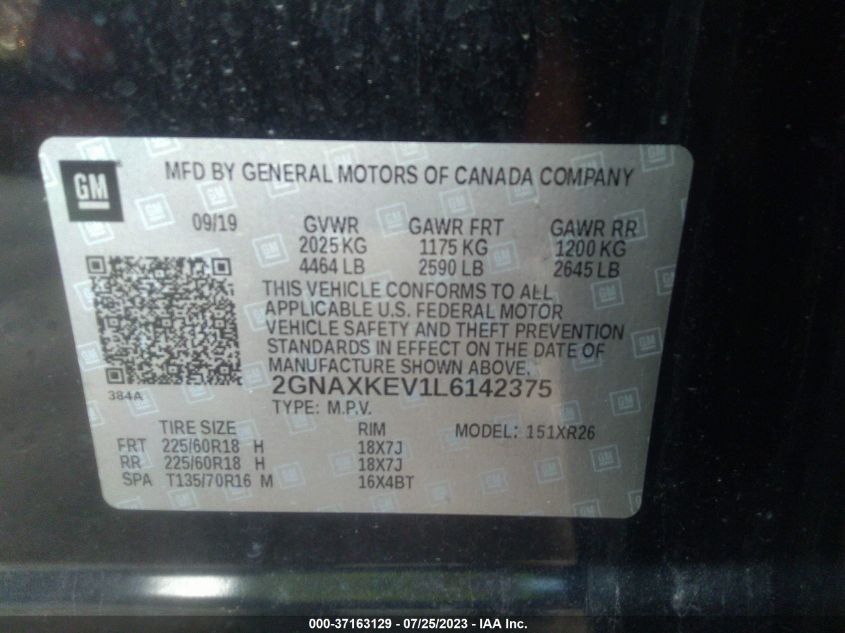 GM
MFD BY GENERAL MOTORS OF CANADA COMPANY
09/19 GVWR GAWR FRT GAWR RR
2025 KG 1175 KG 1200 KG
4464 LB 2590 LB 2645 LB
THIS VEHICLE CONFORMS TO ALL
APPLICABLE U.S. FEDERAL MOTOR
VEHICLE SAFETY AND THEFT PREVENTION
STANDARDS IN EFFECT ON THE DATE OF
MANUFACTURE SHOWN ABOVE.
384A
2GNAXKEV1L6142375
TYPE: M.P.V.
TIRE SIZE RIM MODEL: 151XR26
FRT 225/60R18 H 18X7J
RR 225/60R18 H 18X7J
SPA T135/70R16 M 16X4BT
000-37163129 - 07/25/2023 - IAA Inc.